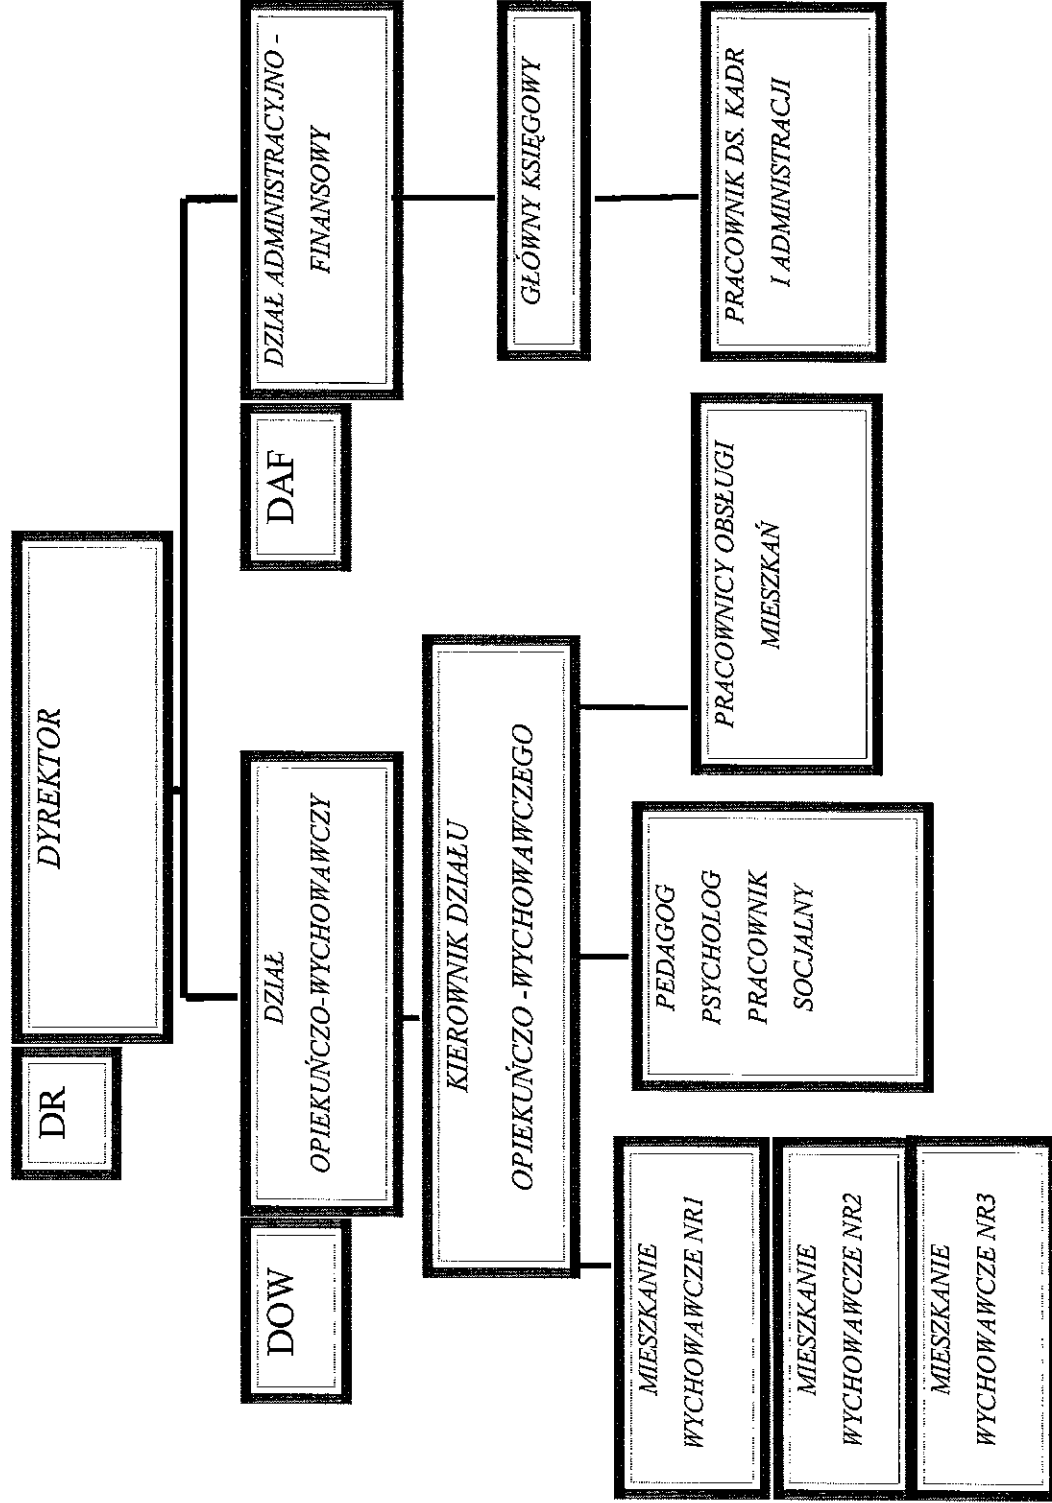 DR
DYREKTOR
DOW
DZIAŁ
OPIEKUŃCZO-WYCHOWAWCZY
DAF
DZIAŁ ADMINISTRACYJNO -
FINANSOWY
KIEROWNIK DZIAŁU
OPIEKUŃCZO -WYCHOWAWCZEGO
GŁÓWNY KSIĘGOWY
MIESZKANIE
WYCHOWAWCZE NR1
MIESZKANIE
WYCHOWAWCZE NR2
MIESZKANIE
WYCHOWAWCZE NR3
PEDAGOG
PSYCHOLOG
PRACOWNIK
SOCJALNY
PRACOWNICY OBSŁUGI
MIESZKAŃ
PRACOWNIK DS. KADR
I ADMINISTRACJI